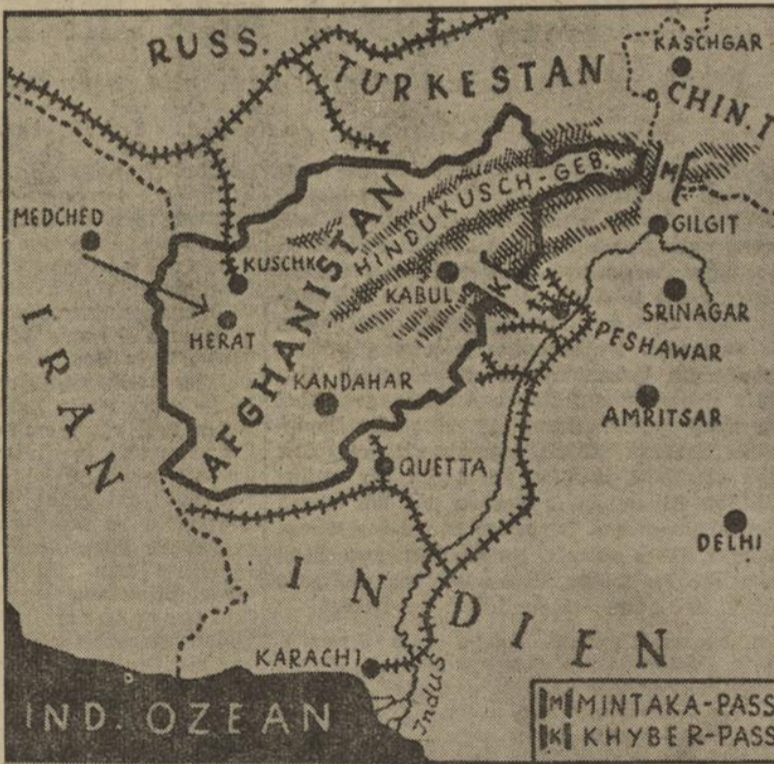 RUSS.
TURKESTAN
KASCHGAR
CHIN. T
HINDUKUSCH-GEB.
M
MEDCHED
KUSCHK
HERAT
AFGHANISTAN
KABUL
K
GILGIT
SRINAGAR
PESHAWAR
IRAN
KANDAHAR
AMRITSAR
QUETTA
DELHI
INDIEN
KARACHI
Indus
IND. OZEAN
M MINTAKA-PASS
K KHYBER-PASS